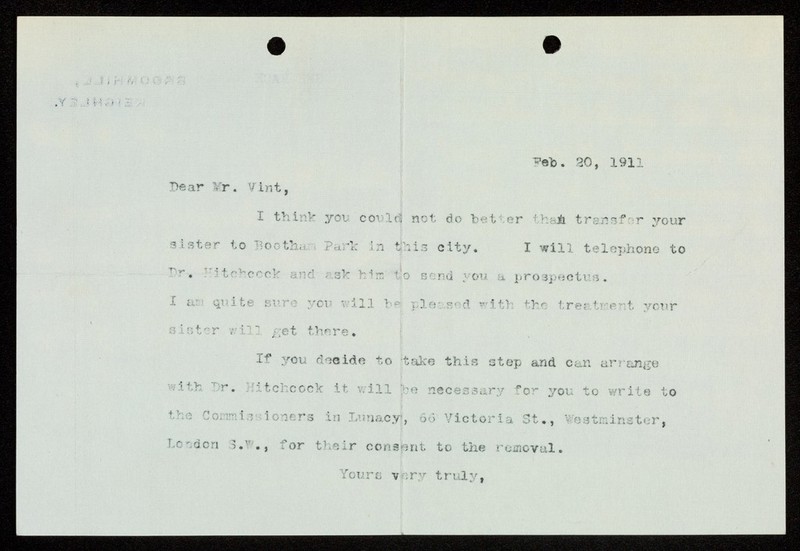 BROOMHILL,
KEIGHLEY.
Feb. 20, 1911
Dear Mr. Vint,
I think you could not do better than transfer your
sister to Bootham Park in this city. I will telephone to
Dr. Hitchcock and ask him to send you a prospectus.
I am quite sure you will be pleased with the treatment your
sister will get there.
If you decide to take this step and can arrange
with Dr. Hitchcock it will be necessary for you to write to
the Commissioners in Lunacy, 66 Victoria St., Westminster,
London S.W., for their consent to the removal.
Yours very truly,